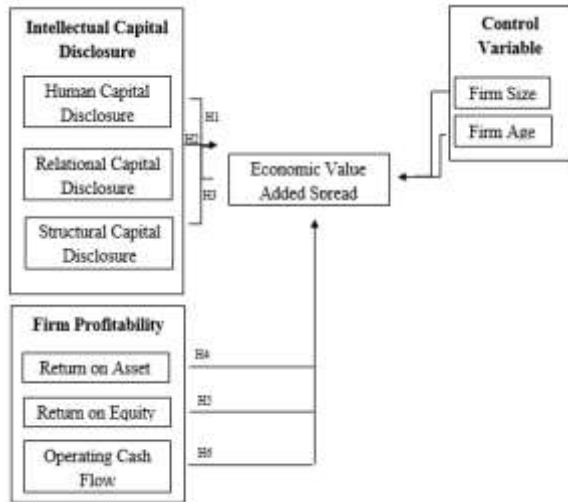 Intellectual Capital
Disclosure
Human Capital
Disclosure
Relational Capital
Disclosure
Structural Capital
Disclosure
H1
H2
H3
Economic Value
Added Spread
Control
Variable
Firm Size
Firm Age
Firm Profitability
Return on Asset
Return on Equity
Operating Cash
Flow
H4
H5
H6